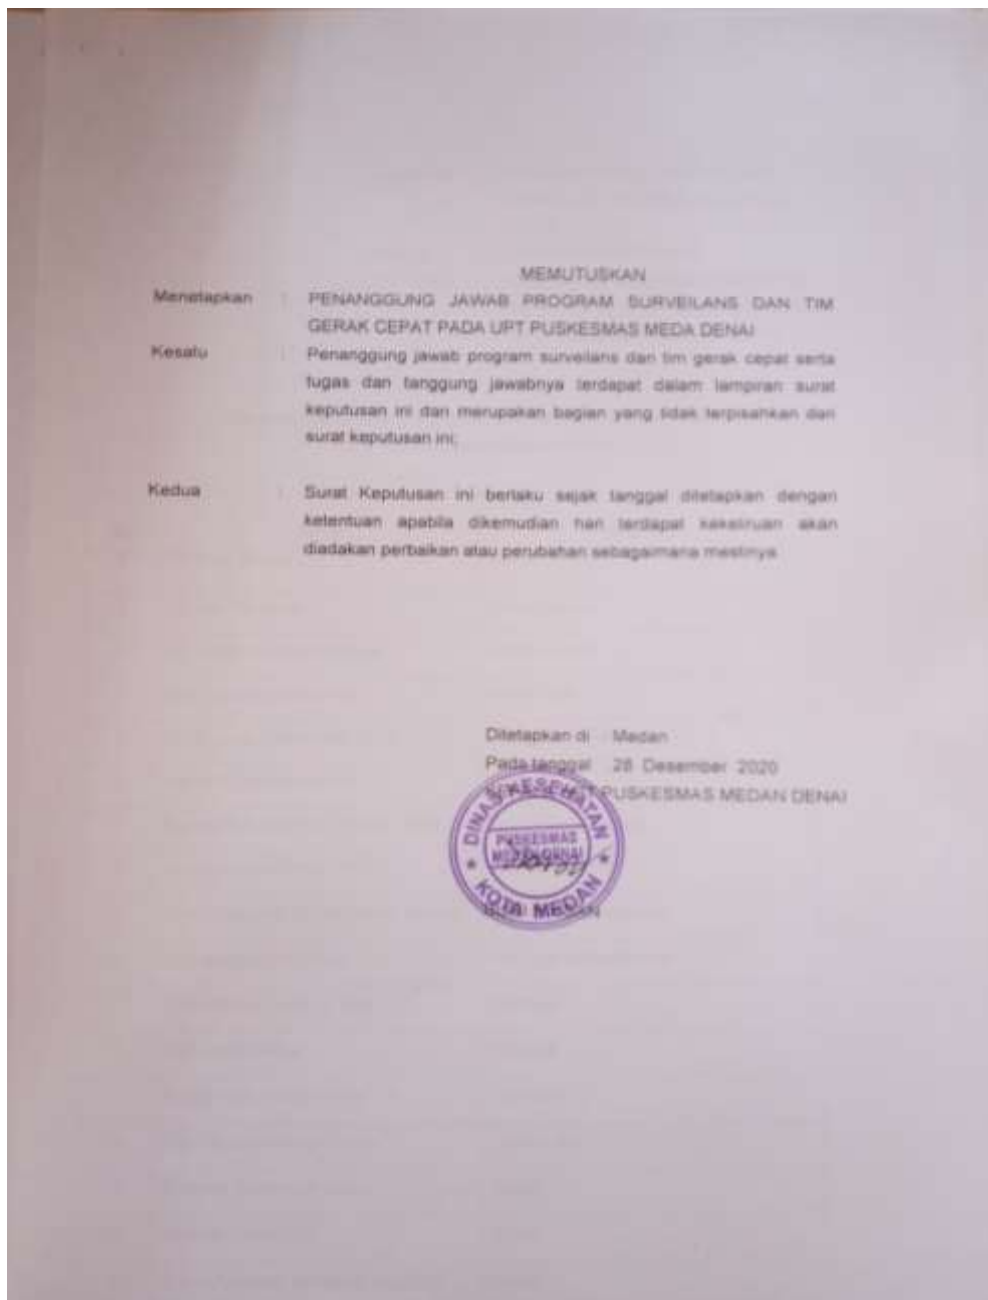 MEMUTUSKAN
Menetapkan : PENANGGUNG JAWAB PROGRAM SURVEILANS DAN TIM
GERAK CEPAT PADA UPT PUSKESMAS MEDA DENAI
Kesatu : Penanggung jawab program surveilans dan tim gerak cepat serta
tugas dan tanggung jawabnya terdapat dalam lampiran surat
keputusan ini dan merupakan bagian yang tidak terpisahkan dari
surat keputusan ini;
Kedua : Surat Keputusan ini berlaku sejak tanggal ditetapkan dengan
ketentuan apabila dikemudian hari terdapat kekeliruan akan
diadakan perbaikan atau perubahan sebagaimana mestinya
Ditetapkan di : Medan
Pada tanggal : 28 Desember 2020
PUSKESMAS MEDAN DENAI
DINAS KESEHATAN
PUSKESMAS
MEDAN DENAI
KOTA MEDAN